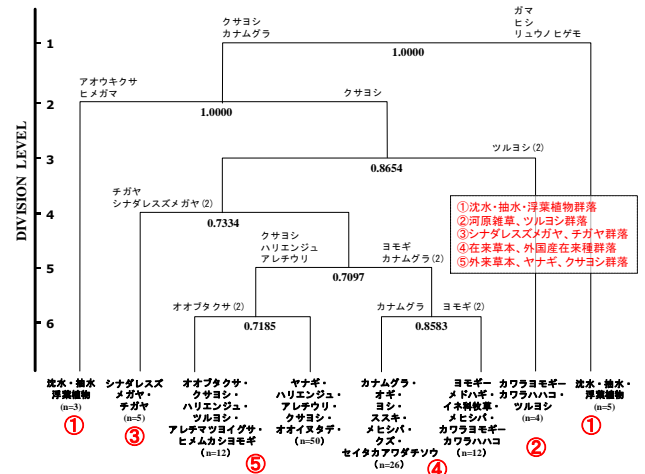 クサヨシ
カナムグラ
ガマ
ヒシ
リュウノヒゲモ
1
1.0000
アオウキクサ
ヒメガマ
クサヨシ
2
1.0000
DIVISION LEVEL
3
ツルヨシ(2)
0.8654
チガヤ
シナダレスズメガヤ(2)
4
0.7334
①沈水・抽水・浮葉植物群落
②河原雑草、ツルヨシ群落
③シナダレスズメガヤ、チガヤ群落
④在来草本、外国産在来種群落
⑤外来草本、ヤナギ、クサヨシ群落
クサヨシ
ハリエンジュ
アレチウリ
ヨモギ
カナムグラ(2)
5
0.7097
オオブタクサ(2)
カナムグラ
ヨモギ(2)
6
0.7185
0.8583
沈水・抽水
浮葉植物
(n=3)
①
シナダレスズ
メガヤ・
チガヤ
(n=5)
③
オオブタクサ・
クサヨシ・
ハリエンジュ・
ツルヨシ・
アレチマツヨイグサ・
ヒメムカシヨモギ
(n=12)
⑤
ヤナギ・
ハリエンジュ・
アレチウリ・
クサヨシ・
オオイヌタデ・
(n=50)
カナムグラ・
オギ・
ヨシ・
ススキ・
メヒシバ・
クズ・
セイタカアワダチソウ
(n=26)
④
ヨモギー
メドハギ・
イネ科牧草・
メヒシバ・
カワラヨモギー
カワラハハコ
(n=12)
カワラヨモギー
カワラハハコ・
ツルヨシ
(n=4)
②
沈水・抽水・
浮葉植物
(n=5)
①